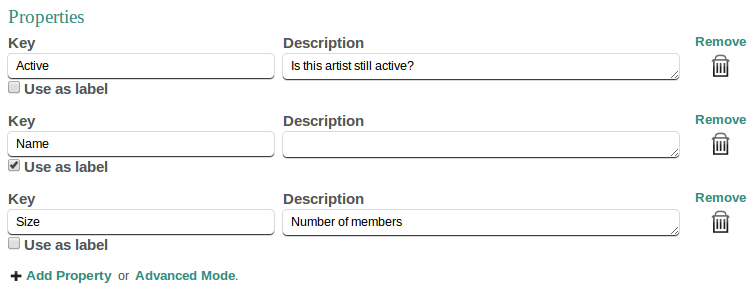 Properties
Key Description Remove
Active Is this artist still active?
Use as label
Key Description Remove
Name
Use as label
Key Description Remove
Size Number of members
Use as label
Add Property or Advanced Mode.